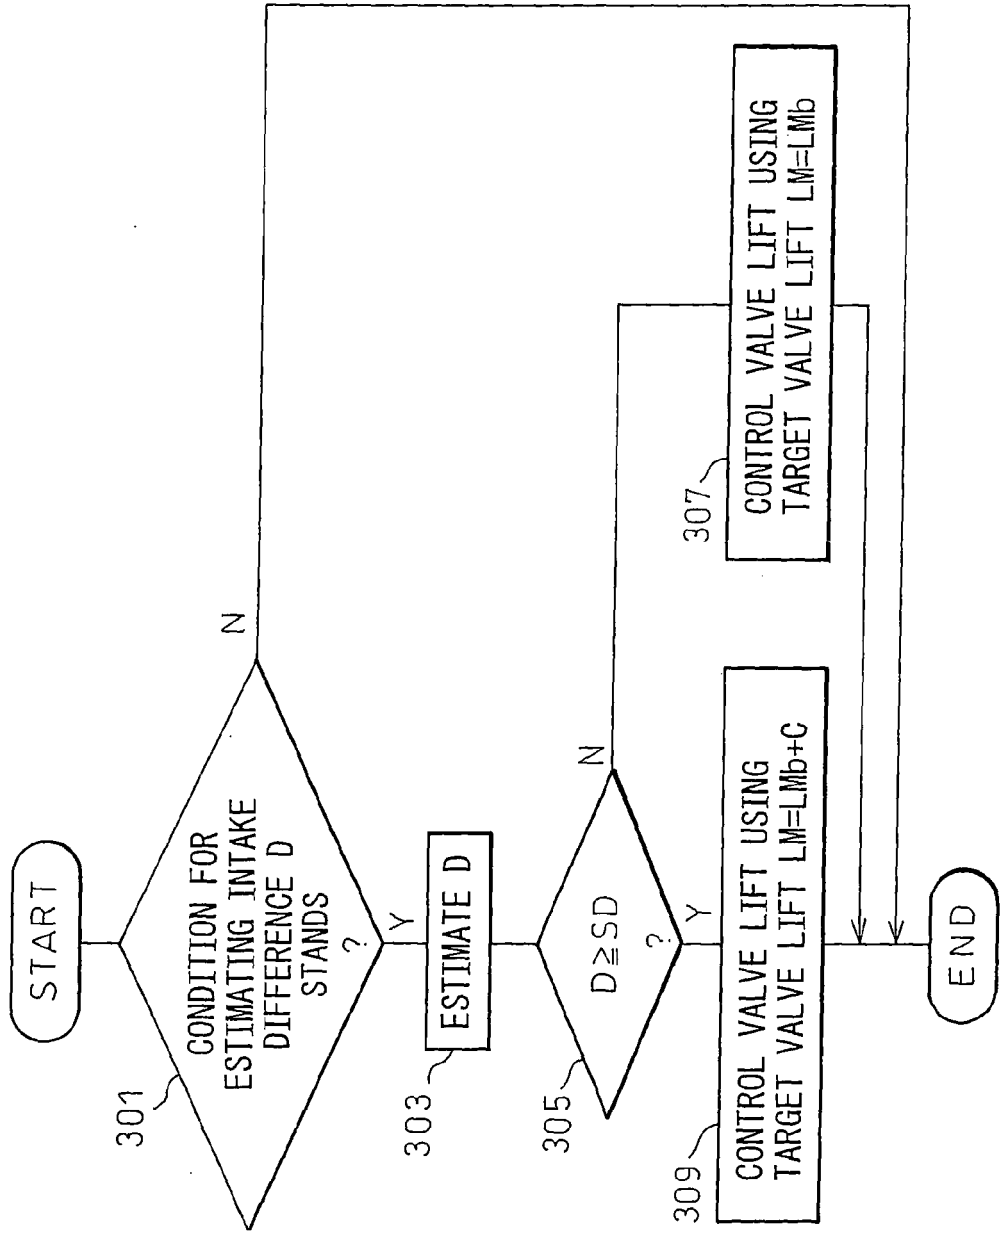 START
301
CONDITION FOR
ESTIMATING INTAKE
DIFFERENCE D
STANDS
?
N
Y
303
ESTIMATE D
305
D≧SD
?
N
Y
307
CONTROL VALVE LIFT USING
TARGET VALVE LIFT LM=LMb
309
CONTROL VALVE LIFT USING
TARGET VALVE LIFT LM=LMb+C
END